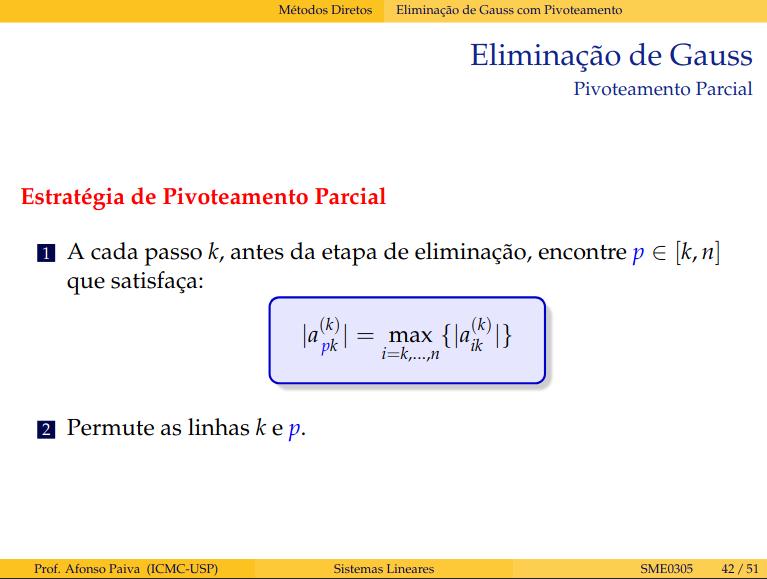 Métodos Diretos Eliminação de Gauss com Pivoteamento
Eliminação de Gauss
Pivoteamento Parcial
Estratégia de Pivoteamento Parcial
1 A cada passo k, antes da etapa de eliminação, encontre p ∈ [k, n]
que satisfaça:
|a_{pk}^{(k)}| = max_{i=k,...,n} {|a_{ik}^{(k)}|}
2 Permute as linhas k e p.
Prof. Afonso Paiva (ICMC-USP) Sistemas Lineares SME0305 42 / 51